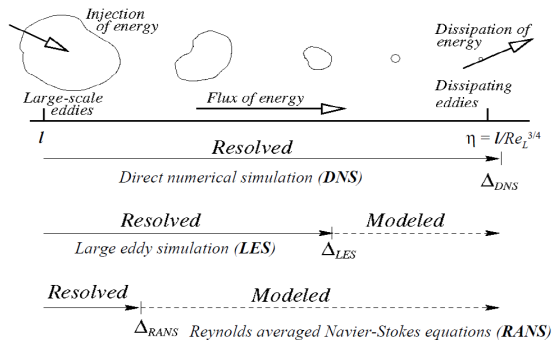 Injection
of energy
Dissipation of
energy
Large-scale
eddies
Flux of energy
Dissipating
eddies
l
η = l/Re_L^3/4
Resolved
Direct numerical simulation (DNS)
Δ_DNS
Resolved
Modeled
Large eddy simulation (LES)
Δ_LES
Resolved
Modeled
Δ_RANS
Reynolds averaged Navier-Stokes equations (RANS)